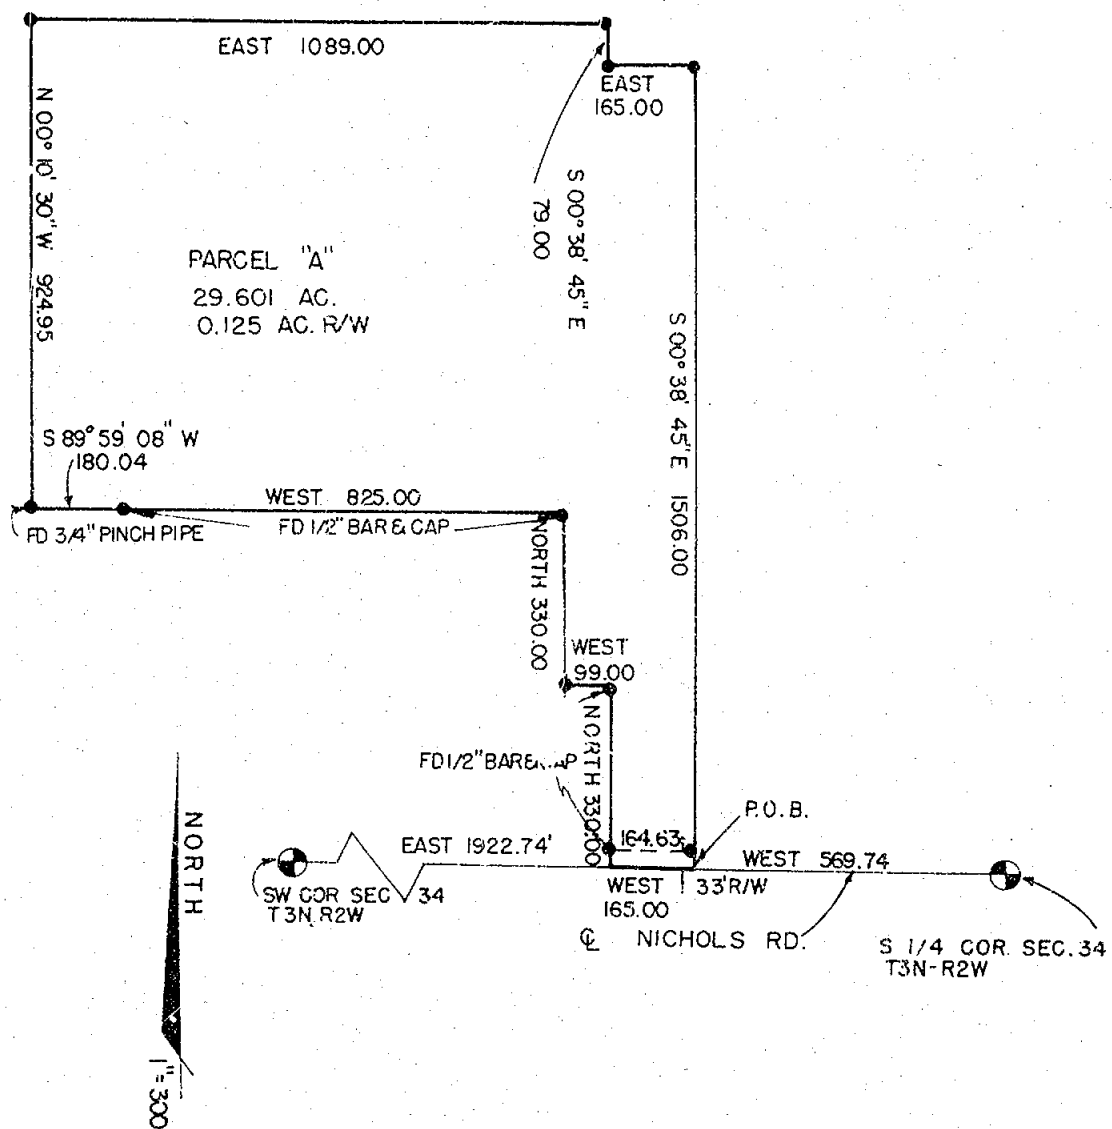 EAST 1089.00
EAST
165.00
N 00° 10' 30" W 924.95
S 00° 38' 45" E
79.00
PARCEL "A"
29.601 AC.
0.125 AC. R/W
S 00° 38' 45" E 1506.00
S 89° 59' 08" W
180.04
WEST 825.00
FD 3/4" PINCH PIPE
FD 1/2" BAR & CAP
NORTH 330.00
WEST
99.00
FD 1/2" BAR &
NORTH 330.00
164.63
P.O.B.
EAST 1922.74'
WEST 569.74
SW COR SEC 34
T3N R2W
WEST
165.00
33' R/W
℄ NICHOLS RD.
S 1/4 COR. SEC. 34
T3N-R2W
NORTH
1"=300